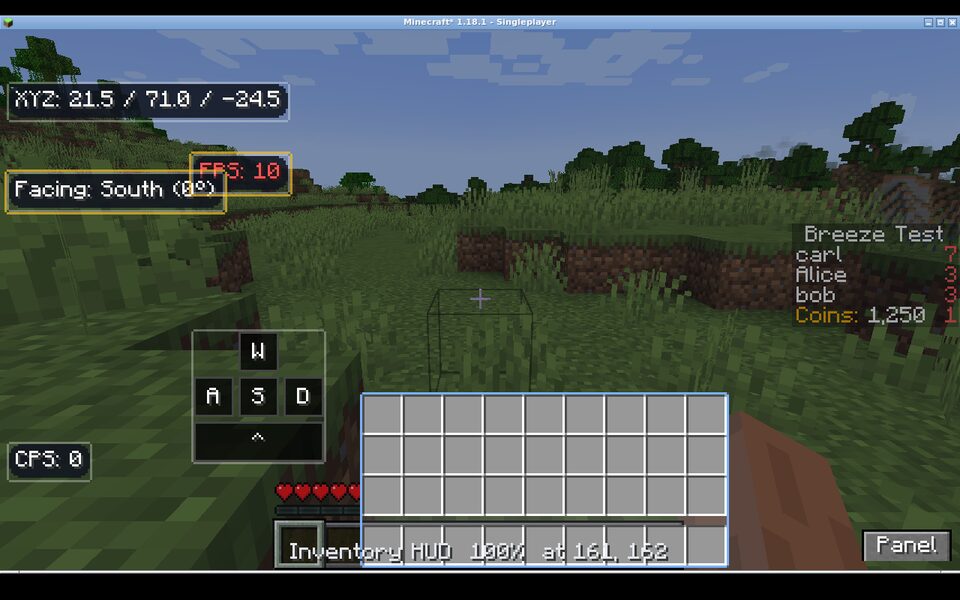 Minecraft* 1.18.1 - Singleplayer
XYZ: 21.5 / 71.0 / -24.5
FPS: 10
Facing: South (0º)
Breeze Test
carl 7
Alice 3
bob 3
Coins: 1,250 1
W
A S D
^
CPS: 0
Inventory HUD 100% at 161, 162
Panel